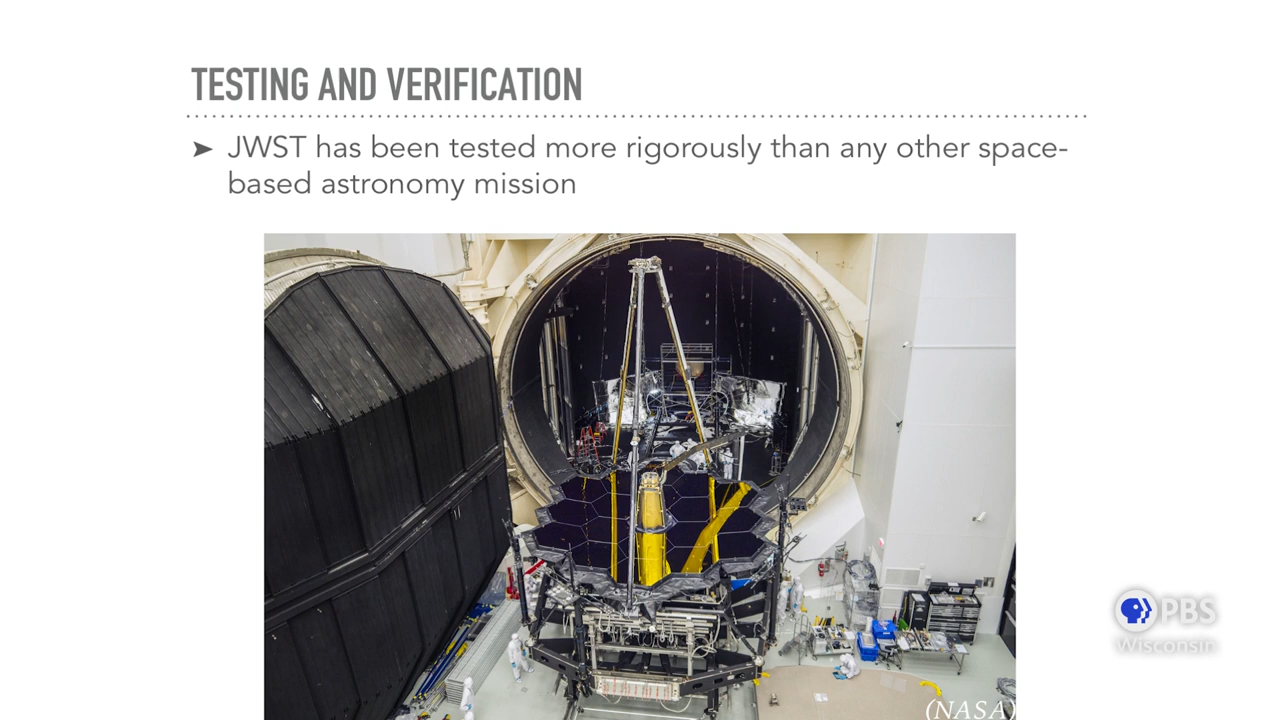 TESTING AND VERIFICATION
➤ JWST has been tested more rigorously than any other space-
based astronomy mission
PBS
Wisconsin
(NASA)